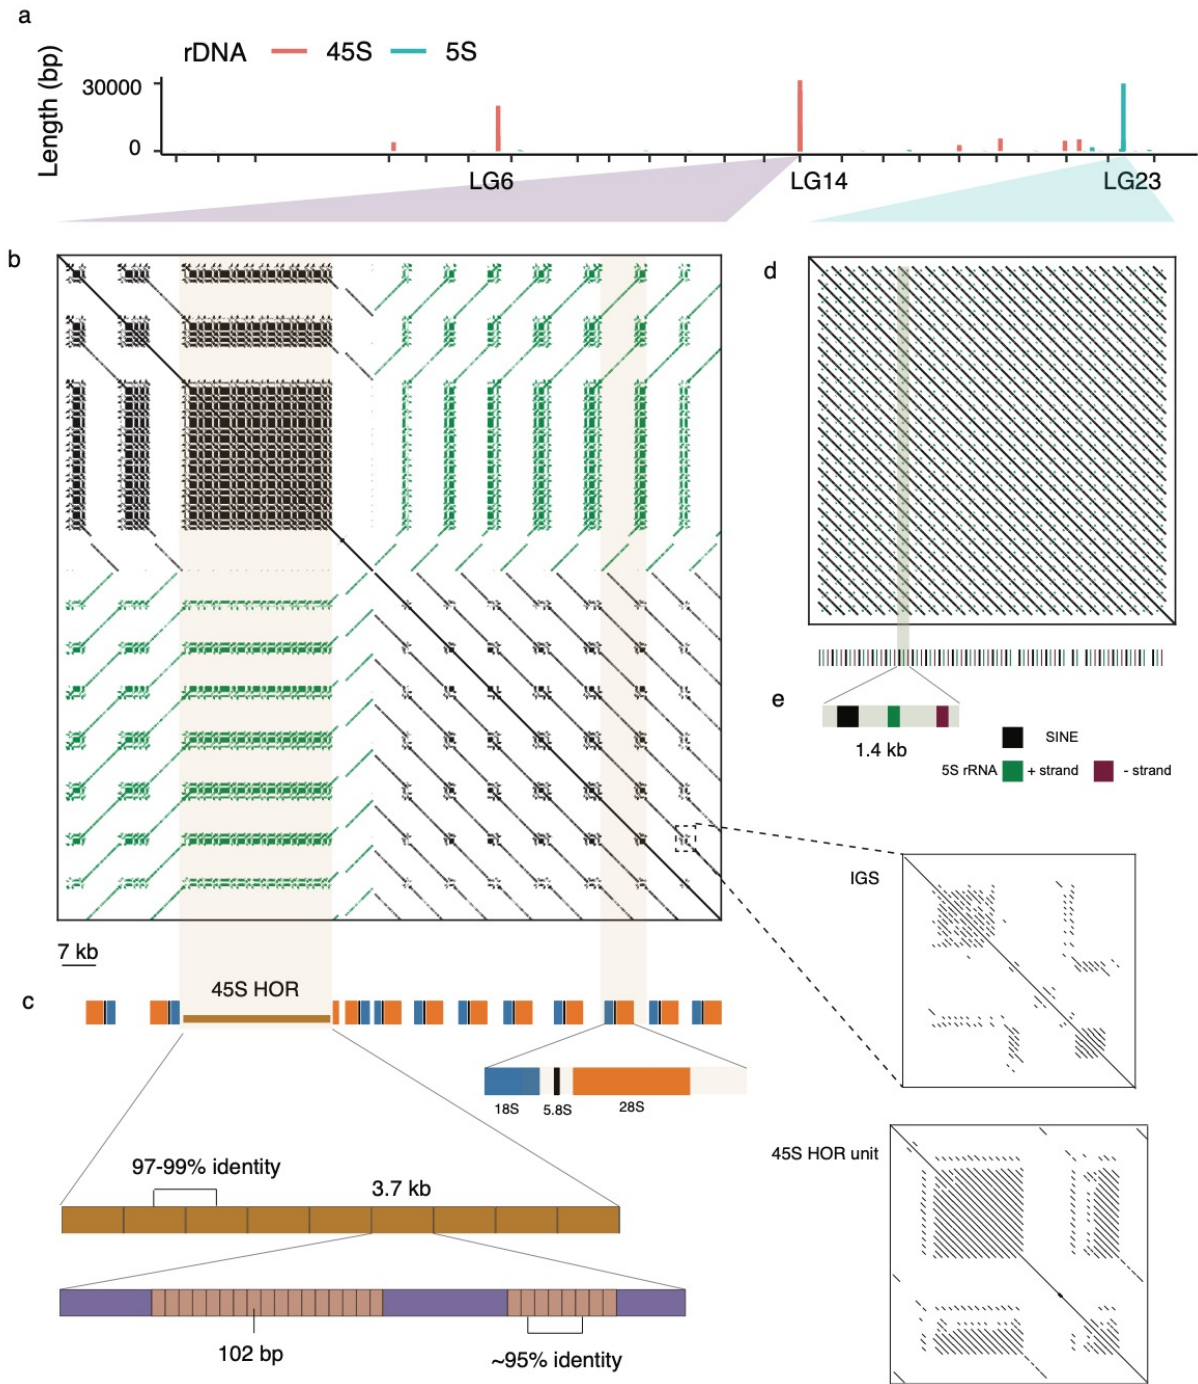 a
rDNA 45S 5S
Length (bp)
30000
0
LG6 LG14 LG23
b
d
e
1.4 kb
SINE
5S rRNA + strand - strand
IGS
7 kb
c
45S HOR
18S 5.8S 28S
45S HOR unit
97-99% identity
3.7 kb
102 bp
~95% identity